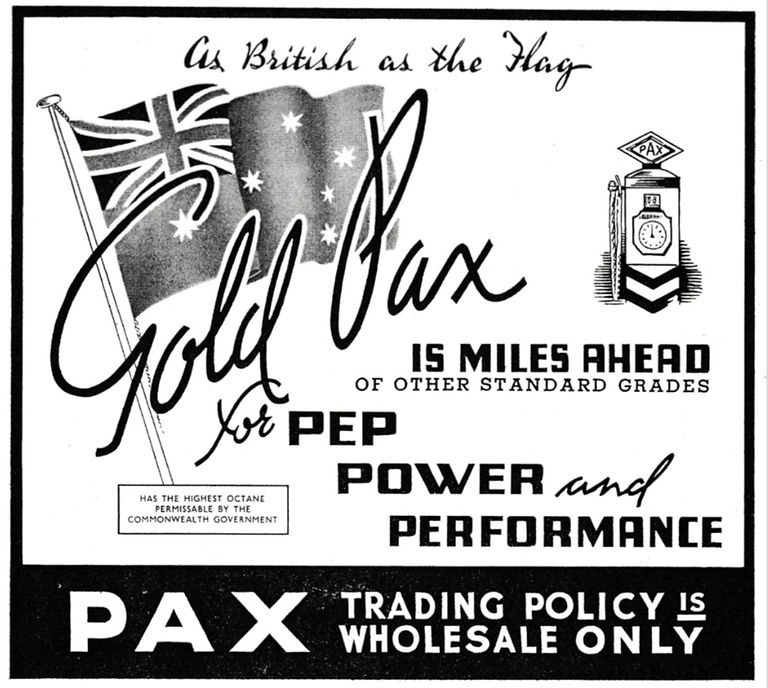 As British as the Flag
PAX
Gold Pax
IS MILES AHEAD
OF OTHER STANDARD GRADES
for PEP
POWER and
PERFORMANCE
HAS THE HIGHEST OCTANE
PERMISSABLE BY THE
COMMONWEALTH GOVERNMENT
PAX
TRADING POLICY IS
WHOLESALE ONLY